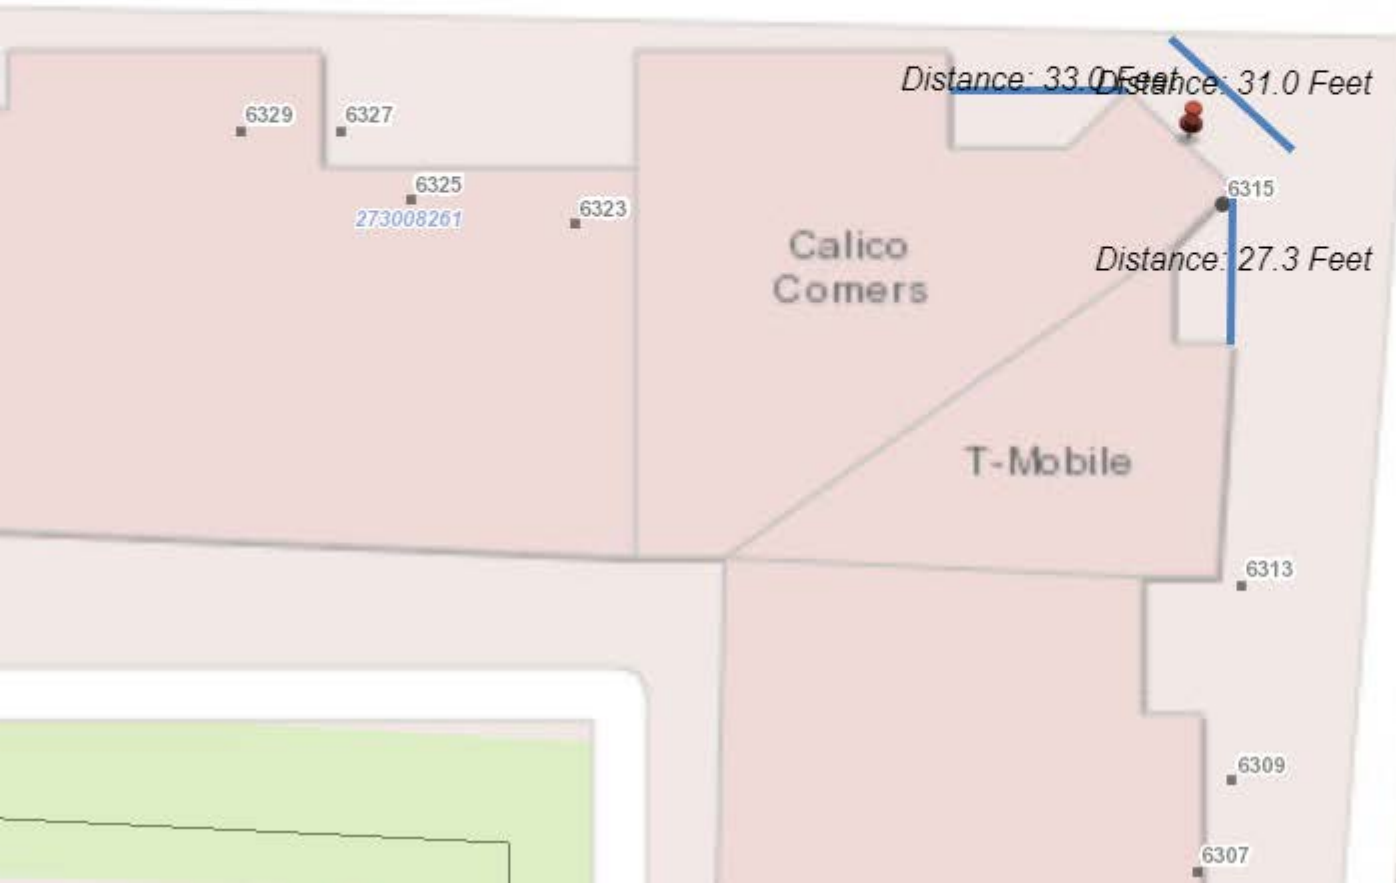 Distance: 33.0 Feet
Distance: 31.0 Feet
6329
6327
6325
273008261
6323
6315
Calico
Corners
Distance: 27.3 Feet
T-Mobile
6313
6309
6307